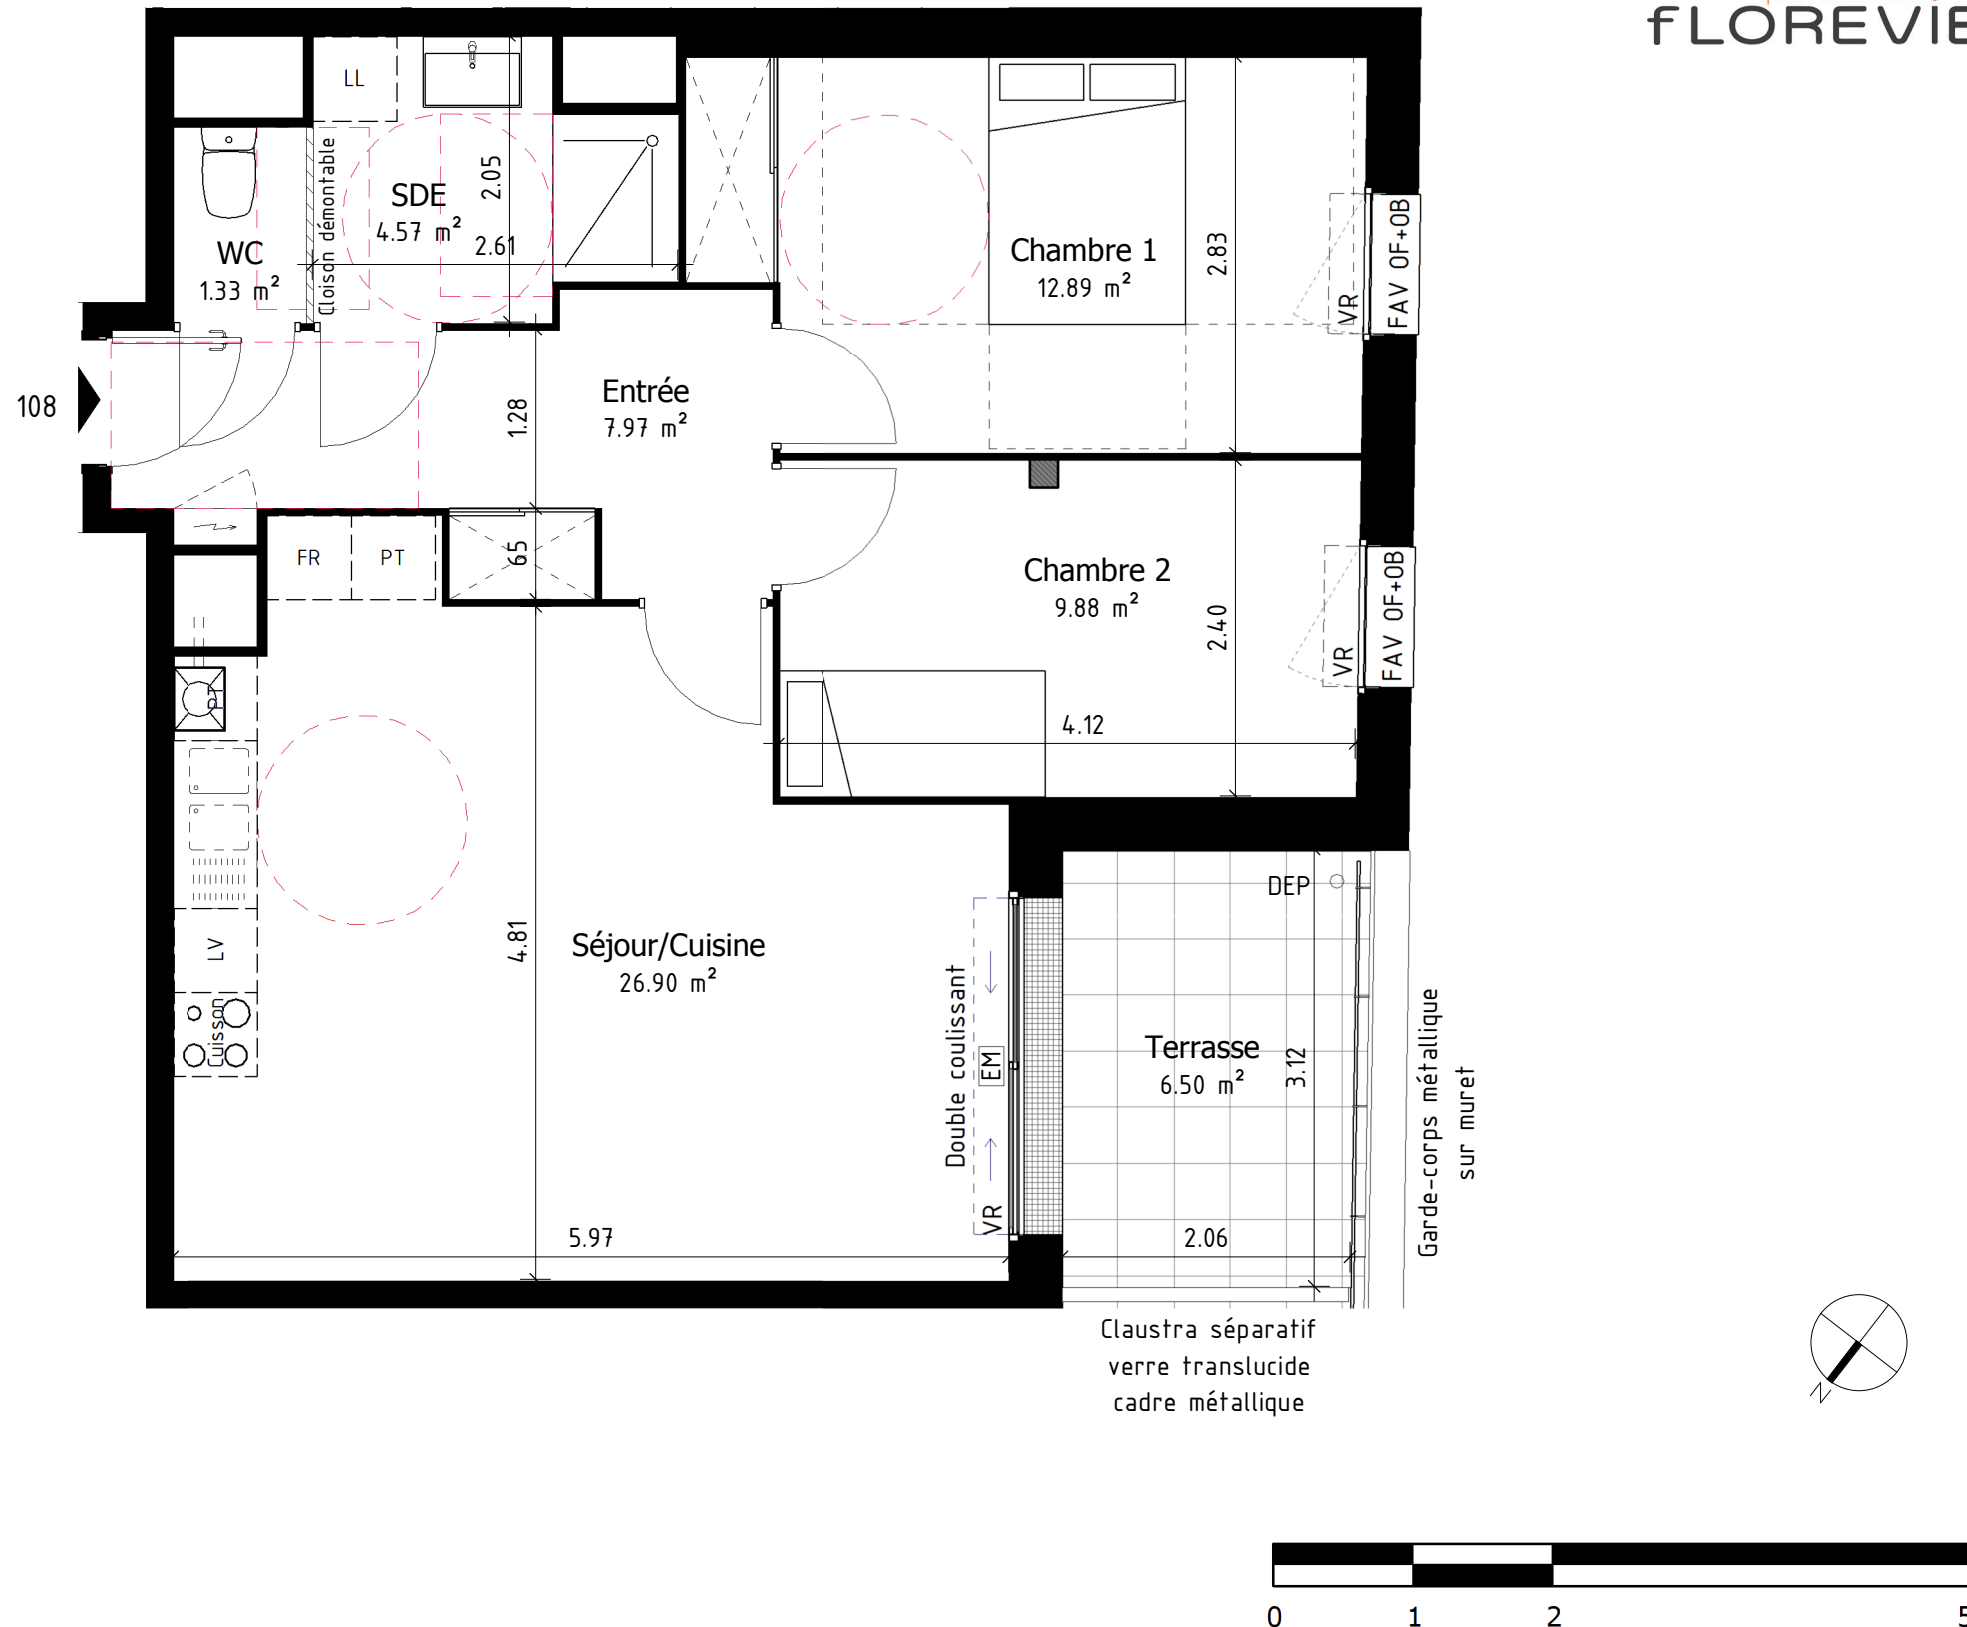 fLOREVIE
LL
Cloison démontable
SDE
4.57 m²
2.05
2.61
WC
1.33 m²
Chambre 1
12.89 m²
2.83
VR
FAV OF+OB
108
Entrée
7.97 m²
1.28
65
FR
PT
Chambre 2
9.88 m²
2.40
VR
FAV OF+OB
4.12
PT
LV
Cuisson
4.81
Séjour/Cuisine
26.90 m²
5.97
Double coulissant
EM
VR
DEP
Terrasse
6.50 m²
3.12
2.06
Garde-corps métallique
sur muret
Claustra séparatif
verre translucide
cadre métallique
N
0 1 2 5